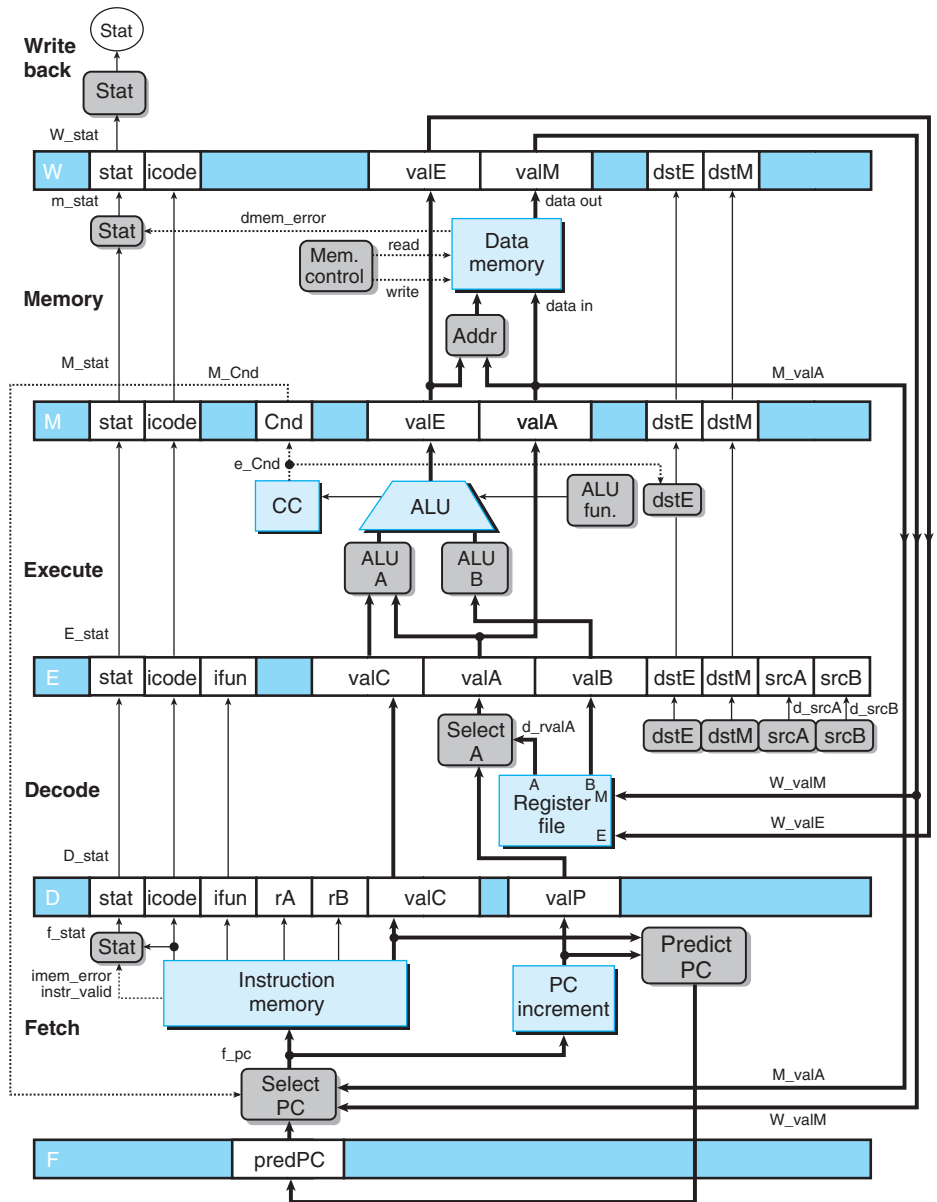 Stat
Write
back
Stat
W_stat
W stat icode valE valM dstE dstM
m_stat
data out
dmem_error
Stat
Data
memory
read
Mem.
control
write
data in
Memory
Addr
M_stat
M_Cnd
M_valA
M stat icode Cnd valE valA dstE dstM
e_Cnd
CC
ALU
ALU
fun.
dstE
ALU
A
ALU
B
Execute
E_stat
E stat icode ifun valC valA valB dstE dstM srcA srcB
d_srcA d_srcB
Select
A
d_rvalA
dstE dstM srcA srcB
A B
M
Register
file
E
W_valM
Decode
W_valE
D_stat
D stat icode ifun rA rB valC valP
f_stat
Stat
Predict
PC
imem_error
instr_valid
Instruction
memory
PC
increment
Fetch
f_pc
Select
PC
M_valA
W_valM
F predPC